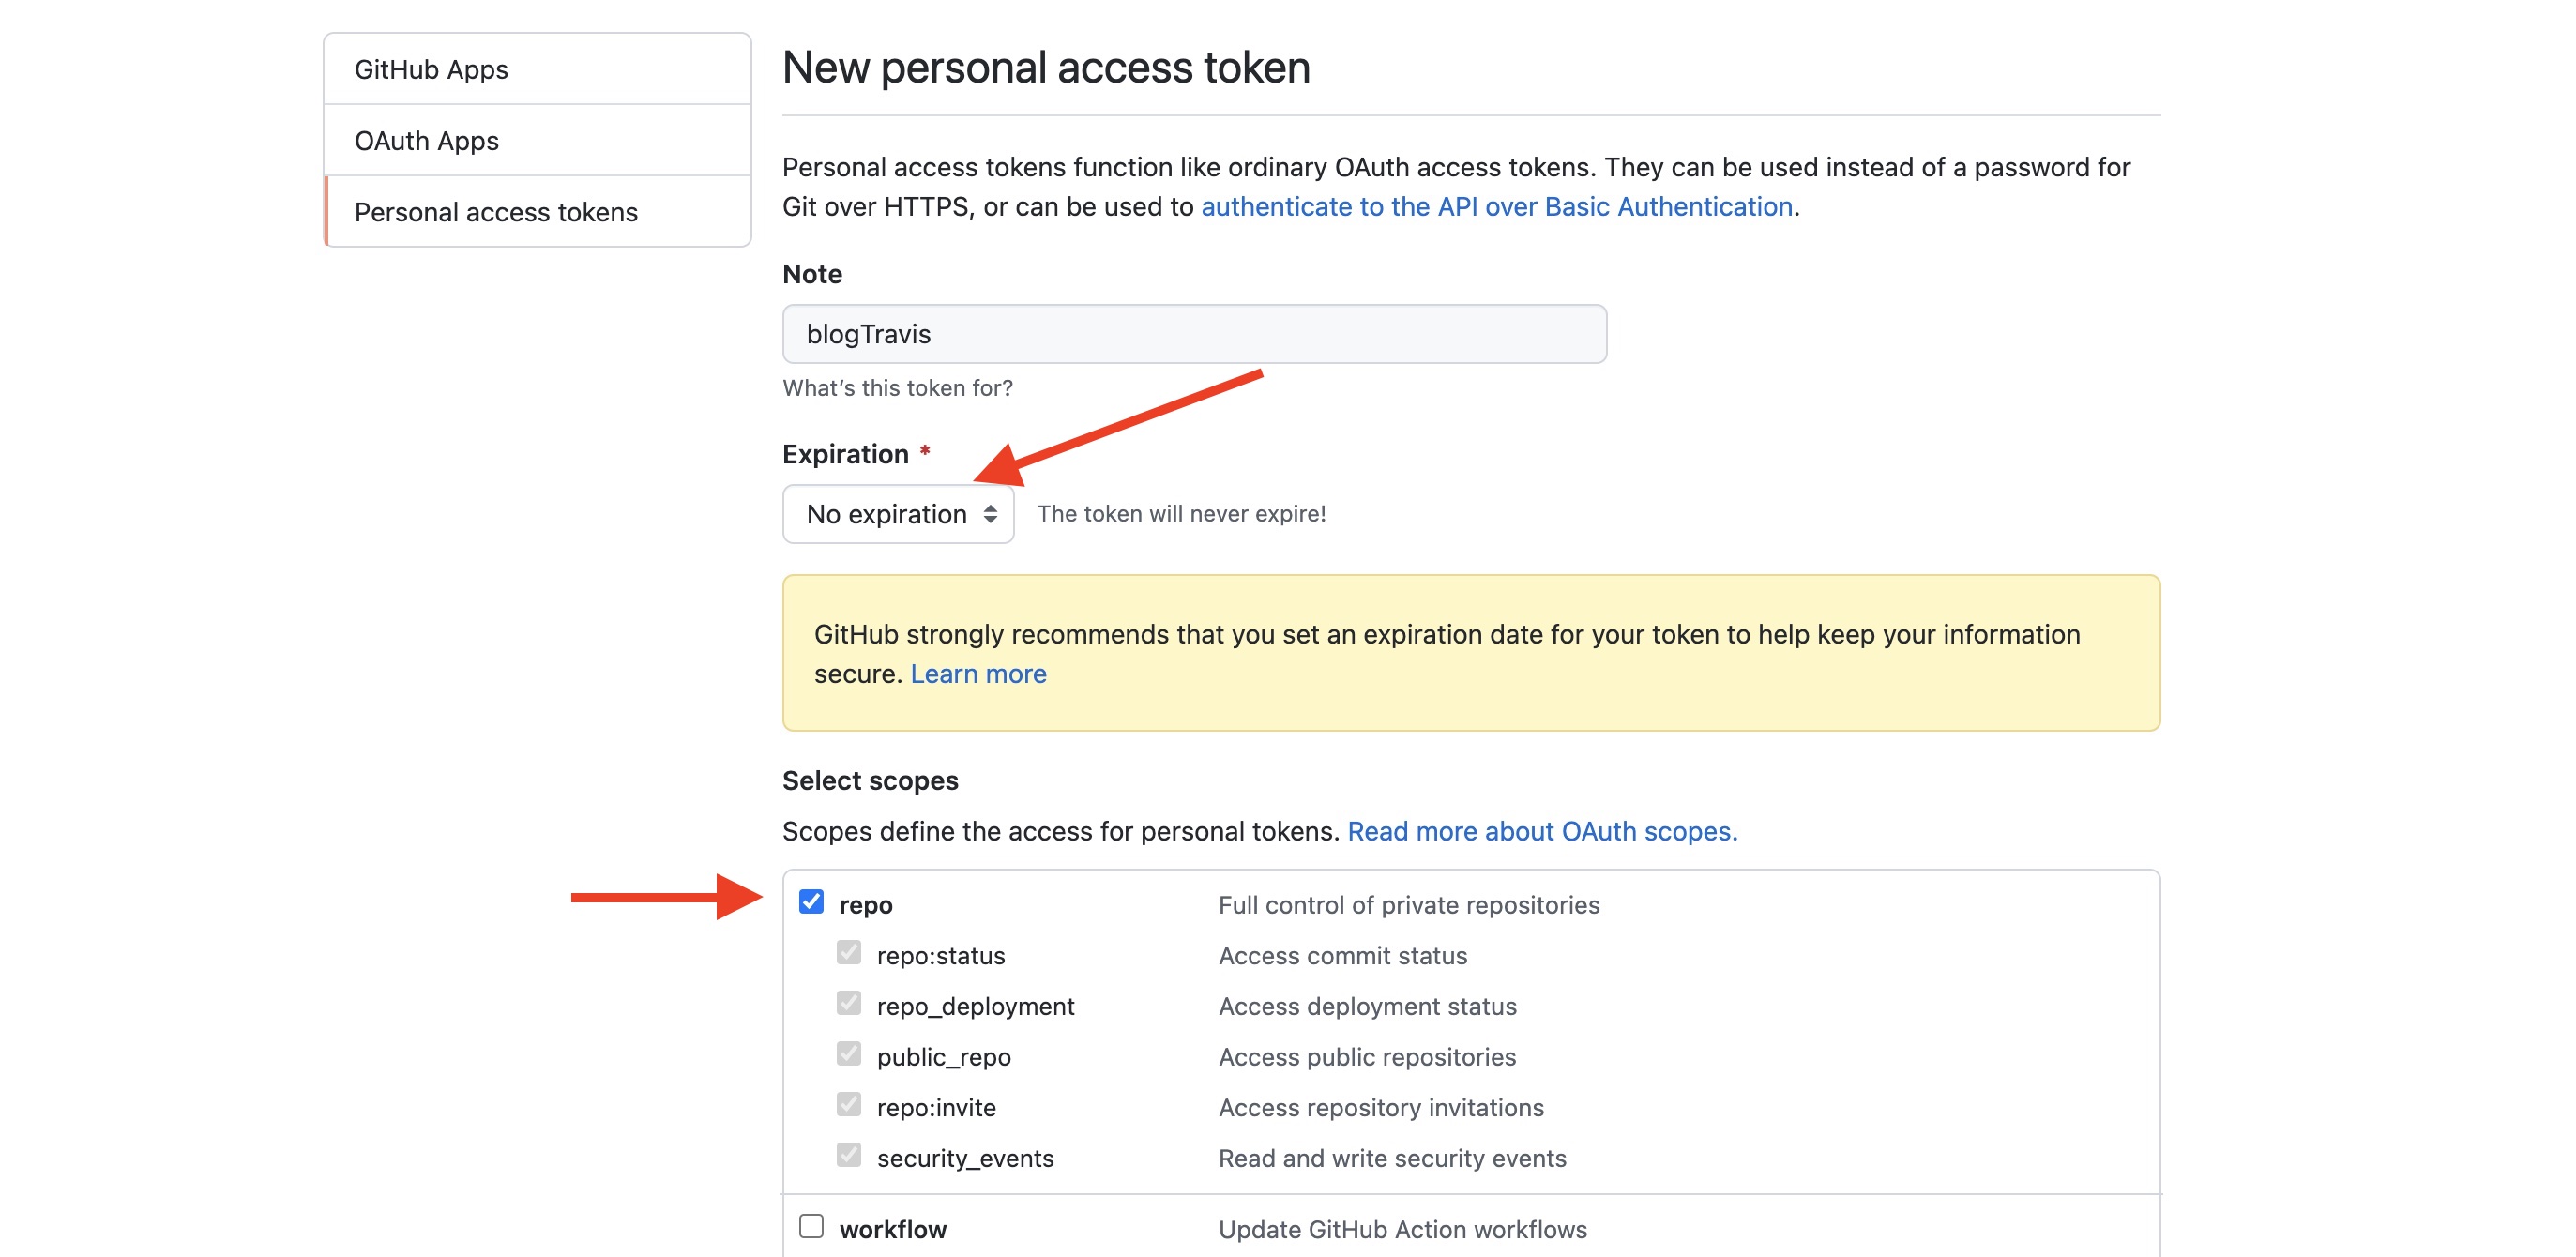 GitHub Apps
OAuth Apps
Personal access tokens
New personal access token
Personal access tokens function like ordinary OAuth access tokens. They can be used instead of a password for
Git over HTTPS, or can be used to authenticate to the API over Basic Authentication.
Note
blogTravis
What's this token for?
Expiration *
No expiration
The token will never expire!
GitHub strongly recommends that you set an expiration date for your token to help keep your information
secure. Learn more
Select scopes
Scopes define the access for personal tokens. Read more about OAuth scopes.
repo Full control of private repositories
repo:status Access commit status
repo_deployment Access deployment status
public_repo Access public repositories
repo:invite Access repository invitations
security_events Read and write security events
workflow Update GitHub Action workflows